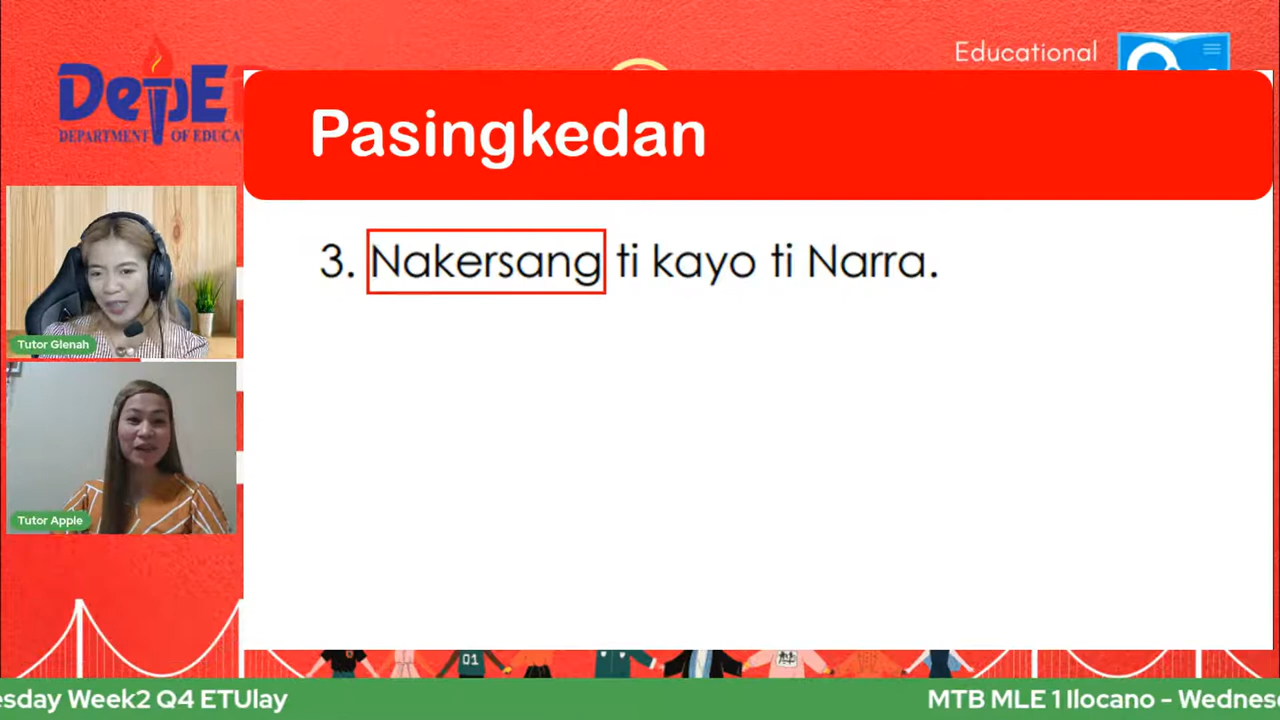 Educational
DepED
DEPARTMENT OF EDUCA
Pasingkedan
3. Nakersang ti kayo ti Narra.
Tutor Glenah
Tutor Apple
01
esday Week2 Q4 ETUlay
MTB MLE 1 Ilocano - Wednes